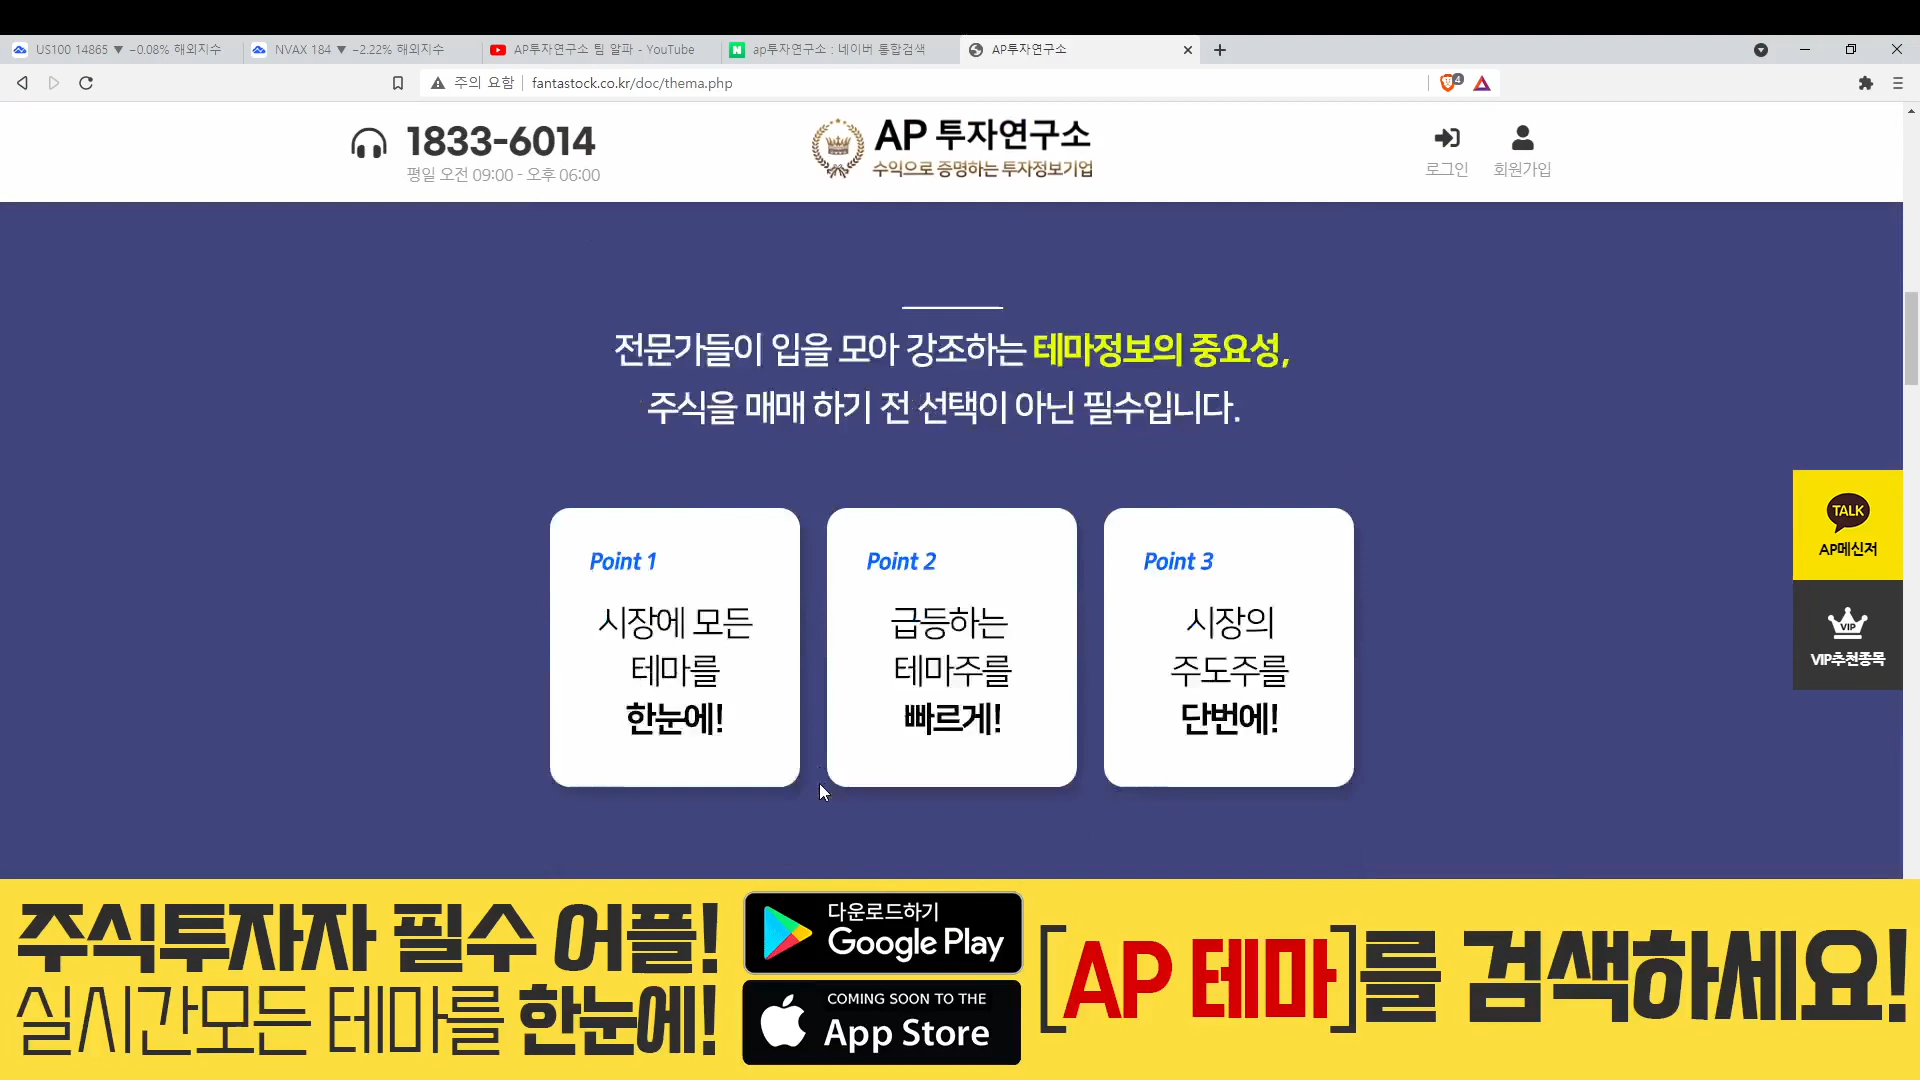 US100 14865 ▼ −0.08% 해외지수
NVAX 184 ▼ −2.22% 해외지수
AP투자연구소 팀 알파 - YouTube
ap투자연구소 : 네이버 통합검색
AP투자연구소
주의 요함
fantastock.co.kr/doc/thema.php
4
1833-6014
평일 오전 09:00 - 오후 06:00
AP 투자연구소
수익으로 증명하는 투자정보기업
로그인
회원가입
전문가들이 입을 모아 강조하는 테마정보의 중요성,
주식을 매매 하기 전 선택이 아닌 필수입니다.
Point 1
시장에 모든
테마를
한눈에!
Point 2
급등하는
테마주를
빠르게!
Point 3
시장의
주도주를
단번에!
TALK
AP메신저
VIP
VIP추천종목
주식투자자 필수 어플!
실시간모든 테마를 한눈에!
다운로드하기
Google Play
COMING SOON TO THE
App Store
[AP 테마]를 검색하세요!